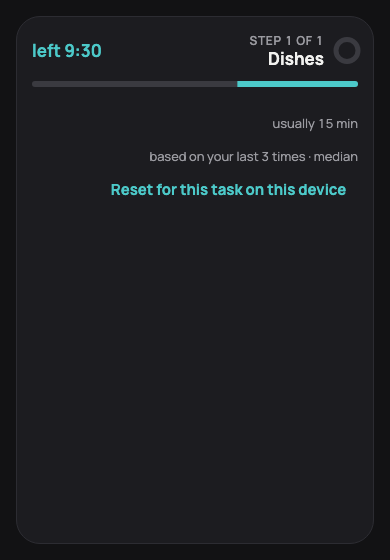 left 9:30
STEP 1 OF 1
Dishes
usually 15 min
based on your last 3 times · median
Reset for this task on this device